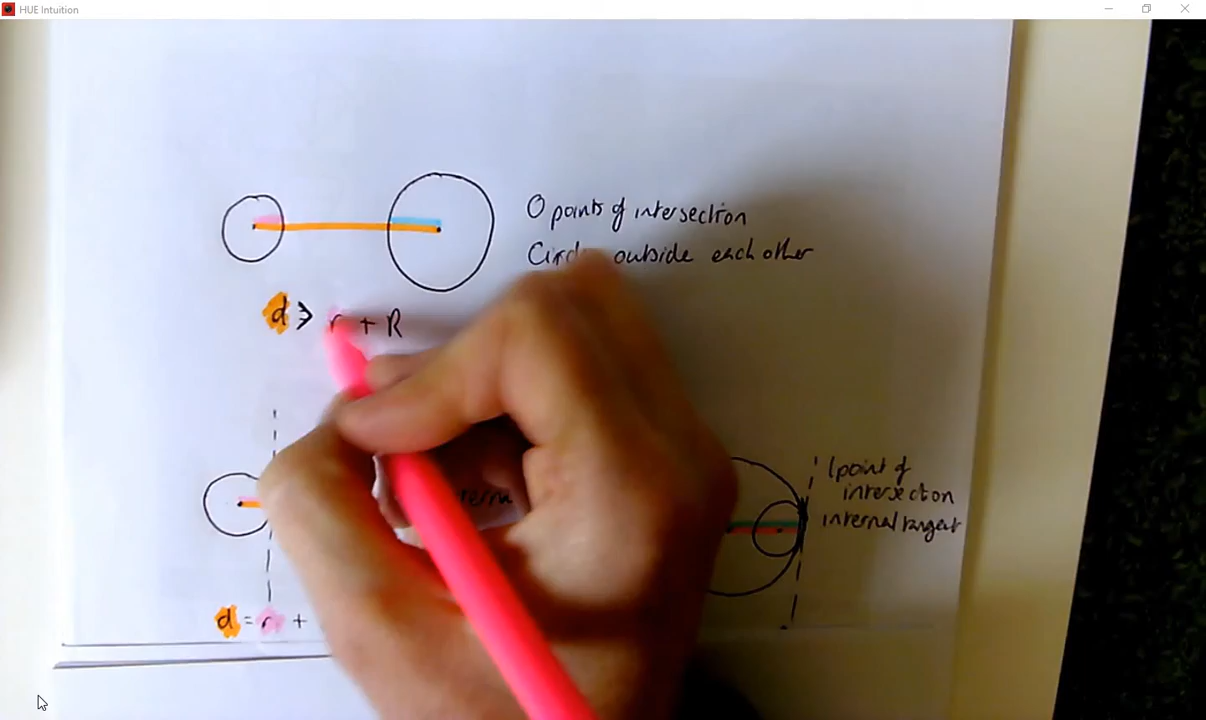 HUE Intuition
0 points of intersection
outside each other
d > r + R
1 point of
intersection
internal tangent
d = r +